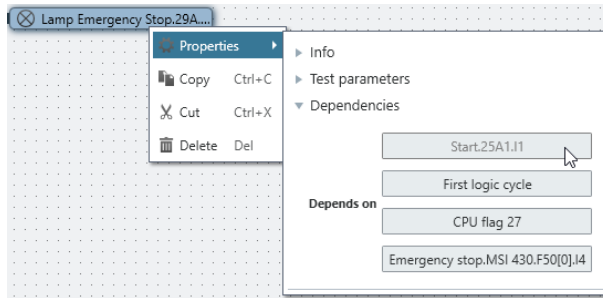 Lamp Emergency Stop.29A....
Properties
Copy Ctrl+C
Cut Ctrl+X
Delete Del
Info
Test parameters
Dependencies
Depends on
Start.25A1.I1
First logic cycle
CPU flag 27
Emergency stop.MSI 430.F50[0].I4